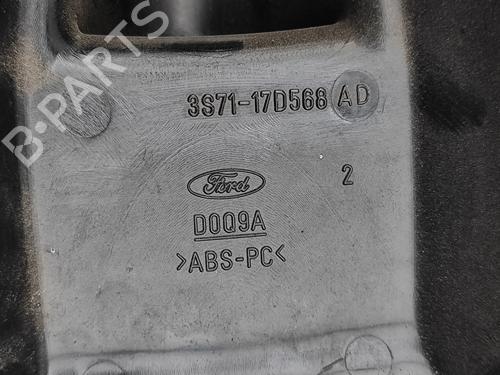 3S71-17D568 AD
Ford
2
D0Q9A
>ABS-PC<
B-PARTS